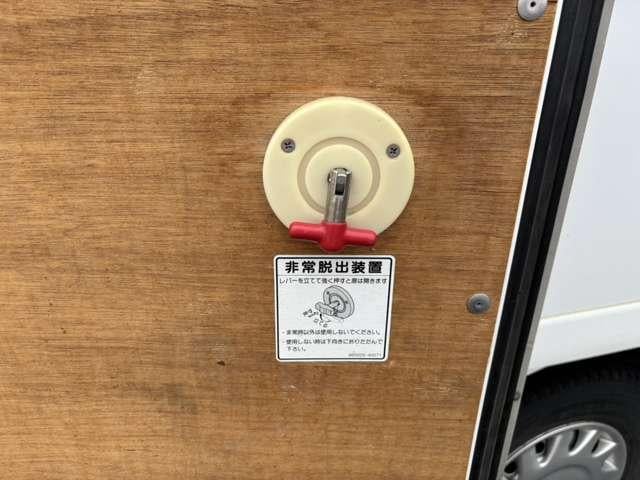 非常脱出装置
レバーを立てて強く押すと扉は開きます
・非常時以外は使用しないでください。
・使用しない時は下向きにおりたたんで
下さい。